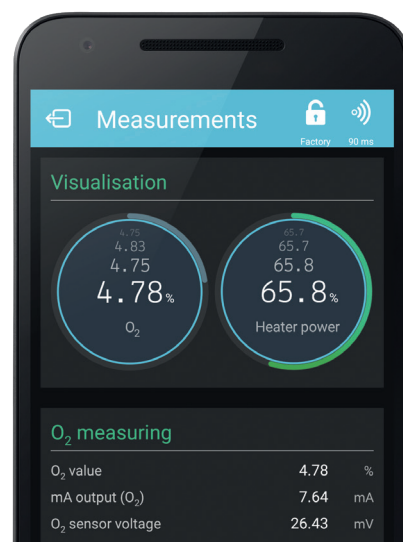 Measurements
Factory
90 ms
Visualisation
4.75
4.83
4.75
4.78%
O₂
65.7
65.7
65.8
65.8%
Heater power
O₂ measuring
O₂ value 4.78 %
mA output (O₂) 7.64 mA
O₂ sensor voltage 26.43 mV